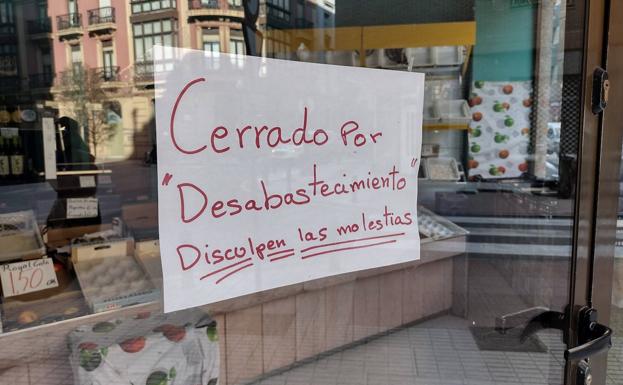 Cerrado por
"Desabastecimiento"
Disculpen las molestias
Royal Gala
1,50